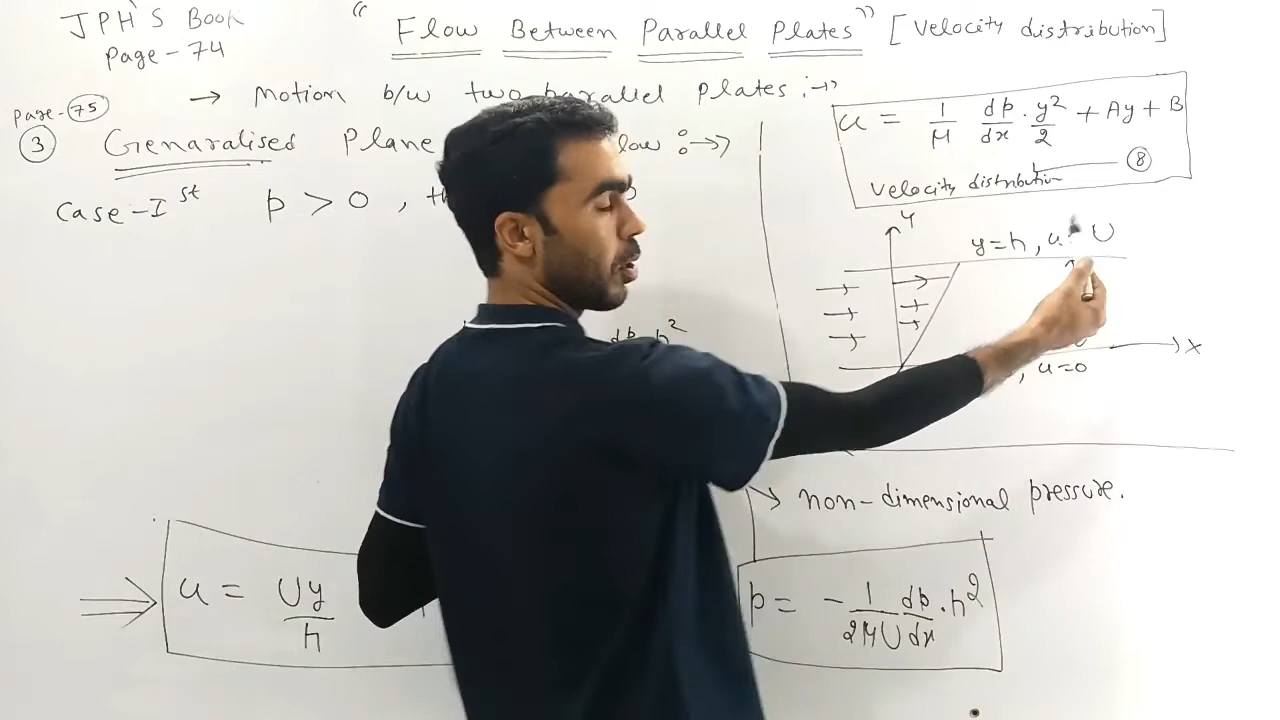 JPH'S Book
Page - 74
" Flow Between Parallel Plates " [Velocity distribution]
→ Motion b/w two parallel Plates :→
Page - 75
③ Genaralised Plane low :→
Case-I st p > 0 ,
u = 1/μ dp/dx . y²/2 + Ay + B
Velocity distribution — ⑧
Y
y=h, u= U
x
, u=0
dp h²
→ non-dimensional pressure.
⇒ u = Uy/h
p = - 1/2μU dp/dx . h²